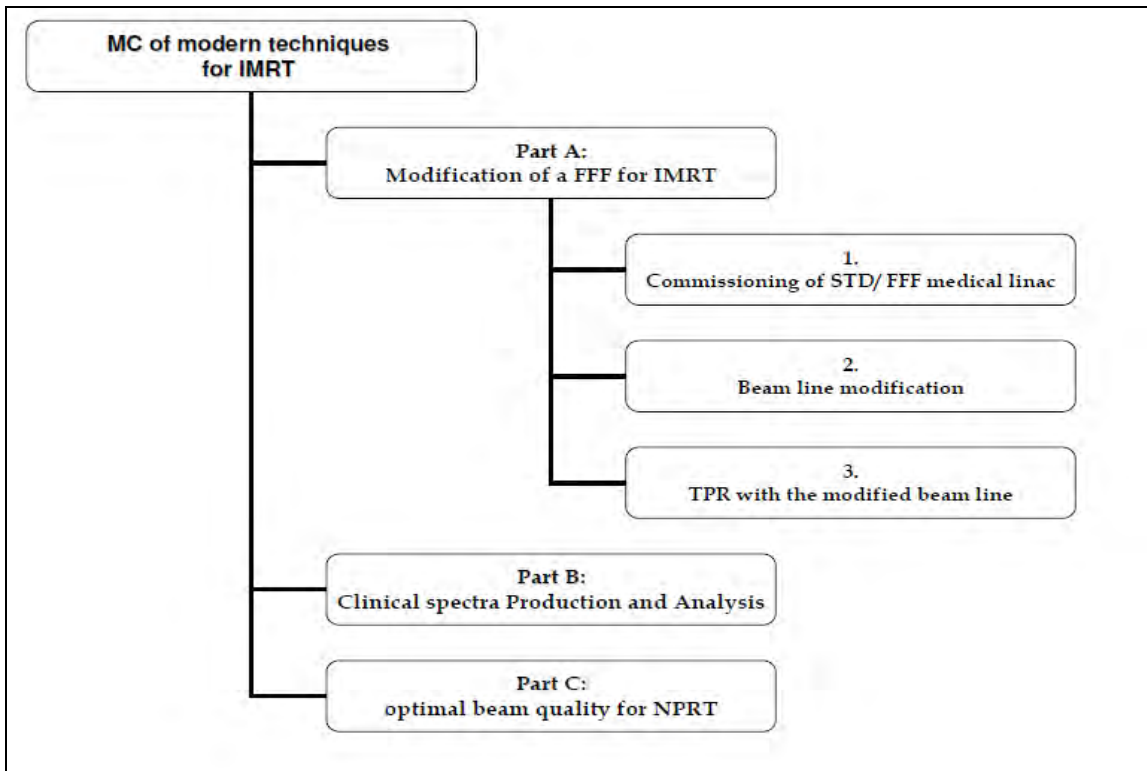 MC of modern techniques
for IMRT
Part A:
Modification of a FFF for IMRT
1.
Commissioning of STD/ FFF medical linac
2.
Beam line modification
3.
TPR with the modified beam line
Part B:
Clinical spectra Production and Analysis
Part C:
optimal beam quality for NPRT